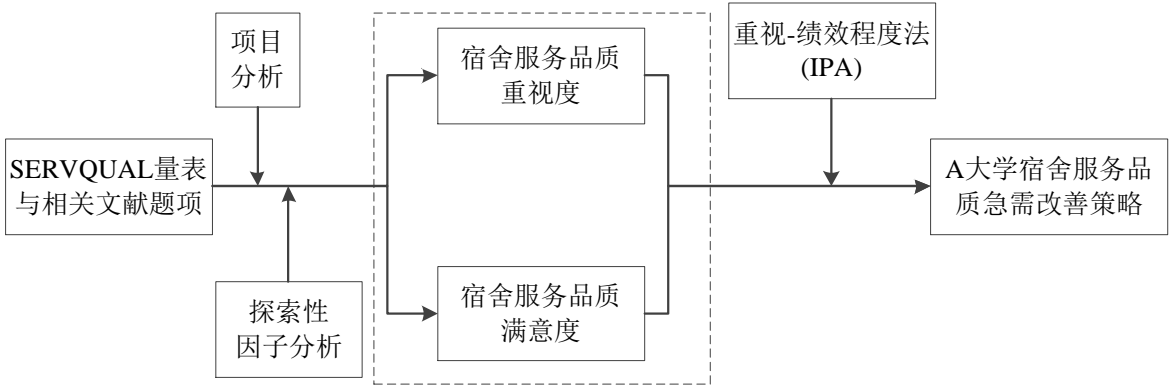 项目
分析
SERVQUAL量表
与相关文献题项
探索性
因子分析
宿舍服务品质
重视度
宿舍服务品质
满意度
重视-绩效程度法
(IPA)
A大学宿舍服务品
质急需改善策略